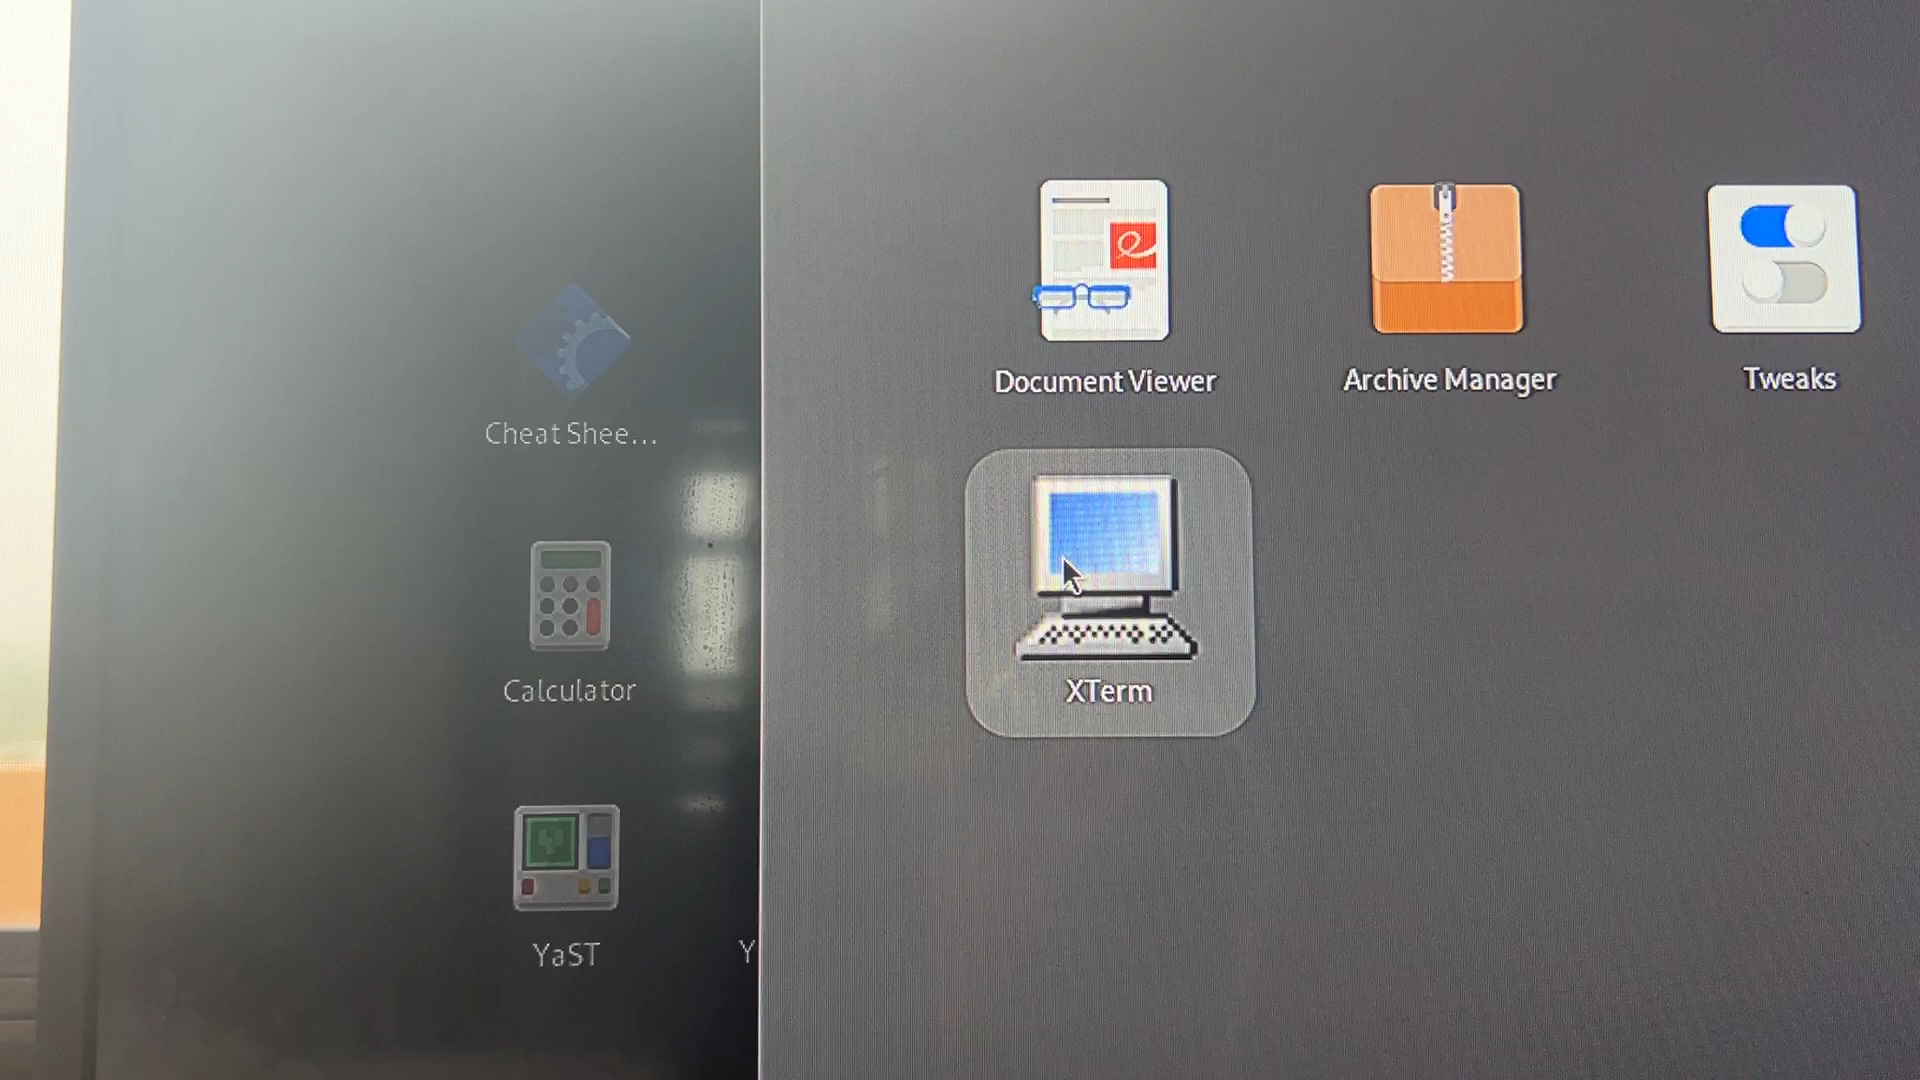 Document Viewer
Archive Manager
Tweaks
Cheat Shee...
XTerm
Calculator
YaST
Y